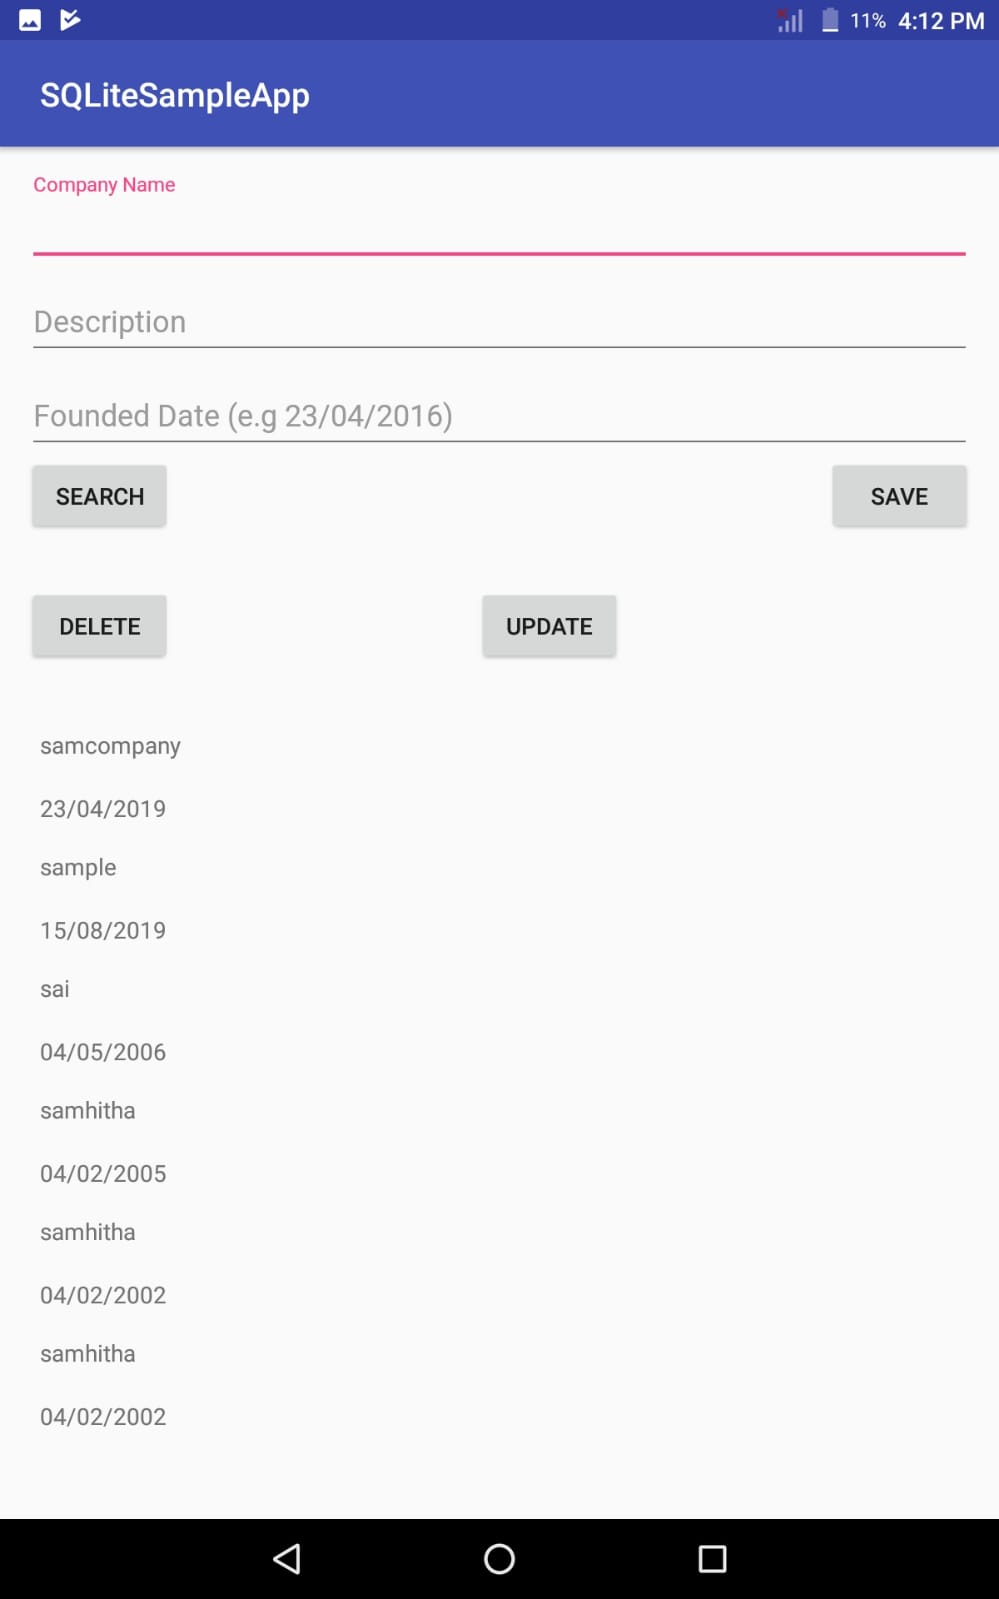 11% 4:12 PM
SQLiteSampleApp
Company Name
Description
Founded Date (e.g 23/04/2016)
SEARCH SAVE
DELETE UPDATE
samcompany
23/04/2019
sample
15/08/2019
sai
04/05/2006
samhitha
04/02/2005
samhitha
04/02/2002
samhitha
04/02/2002